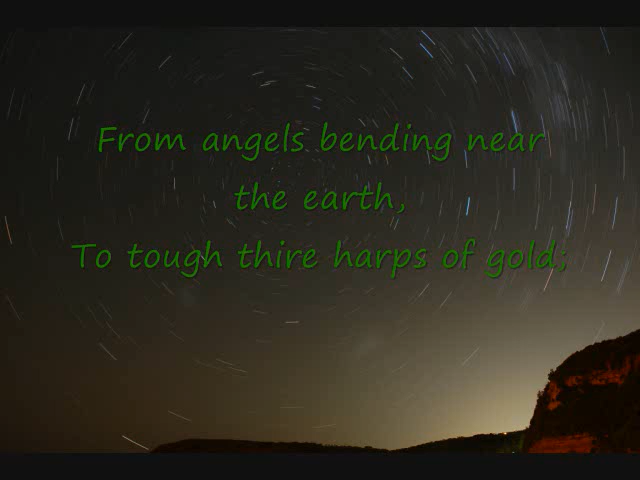 From angels bending near
the earth,
To tough thire harps of gold;